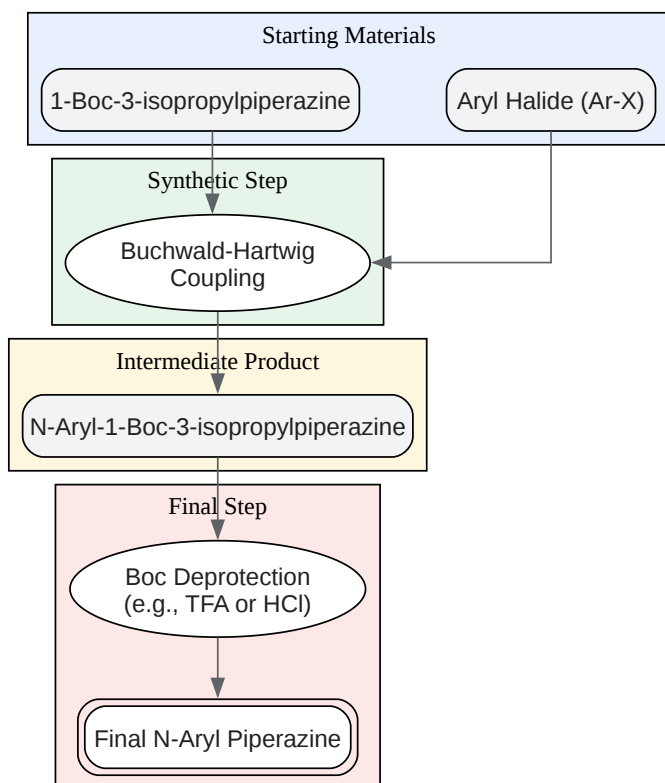 Starting Materials
1-Boc-3-isopropylpiperazine
Aryl Halide (Ar-X)
Synthetic Step
Buchwald-Hartwig
Coupling
Intermediate Product
N-Aryl-1-Boc-3-isopropylpiperazine
Final Step
Boc Deprotection
(e.g., TFA or HCl)
Final N-Aryl Piperazine